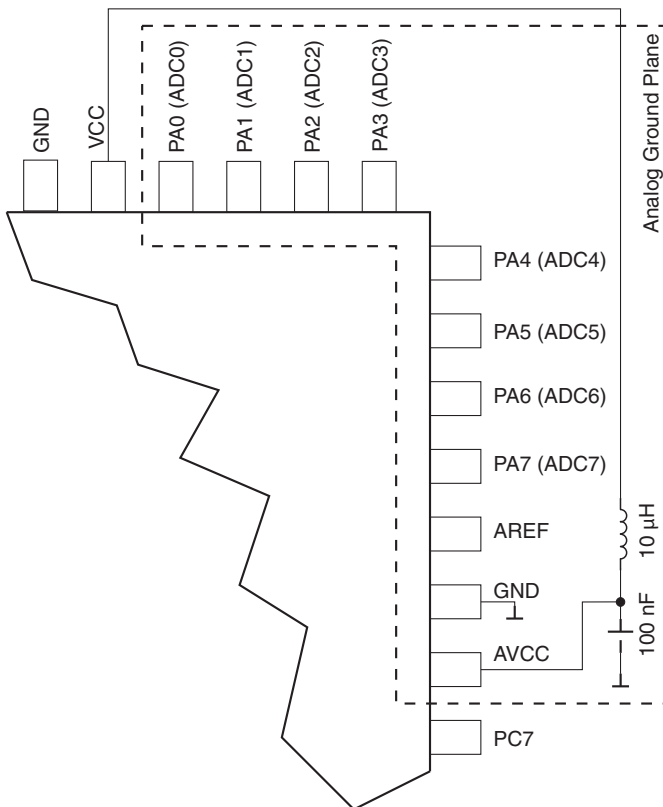 GND
VCC
PA0 (ADC0)
PA1 (ADC1)
PA2 (ADC2)
PA3 (ADC3)
Analog Ground Plane
PA4 (ADC4)
PA5 (ADC5)
PA6 (ADC6)
PA7 (ADC7)
AREF
10 µH
GND
100 nF
AVCC
PC7